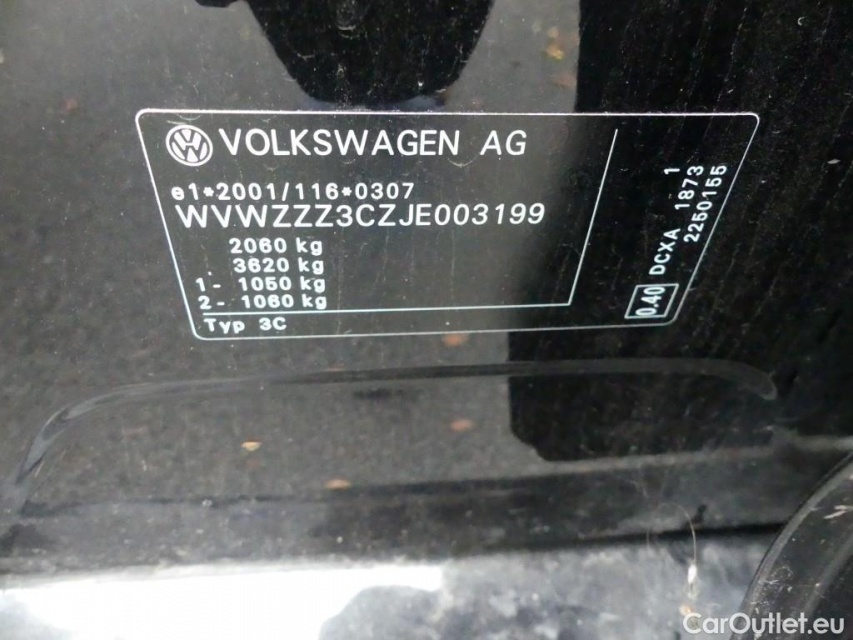 VOLKSWAGEN AG
e1*2001/116*0307
WVWZZZ3CZJE003199
2060 kg
3620 kg
1- 1050 kg
2- 1060 kg
Typ 3C
0.40 DCXA 1873 1
2250155
CarOutlet.eu